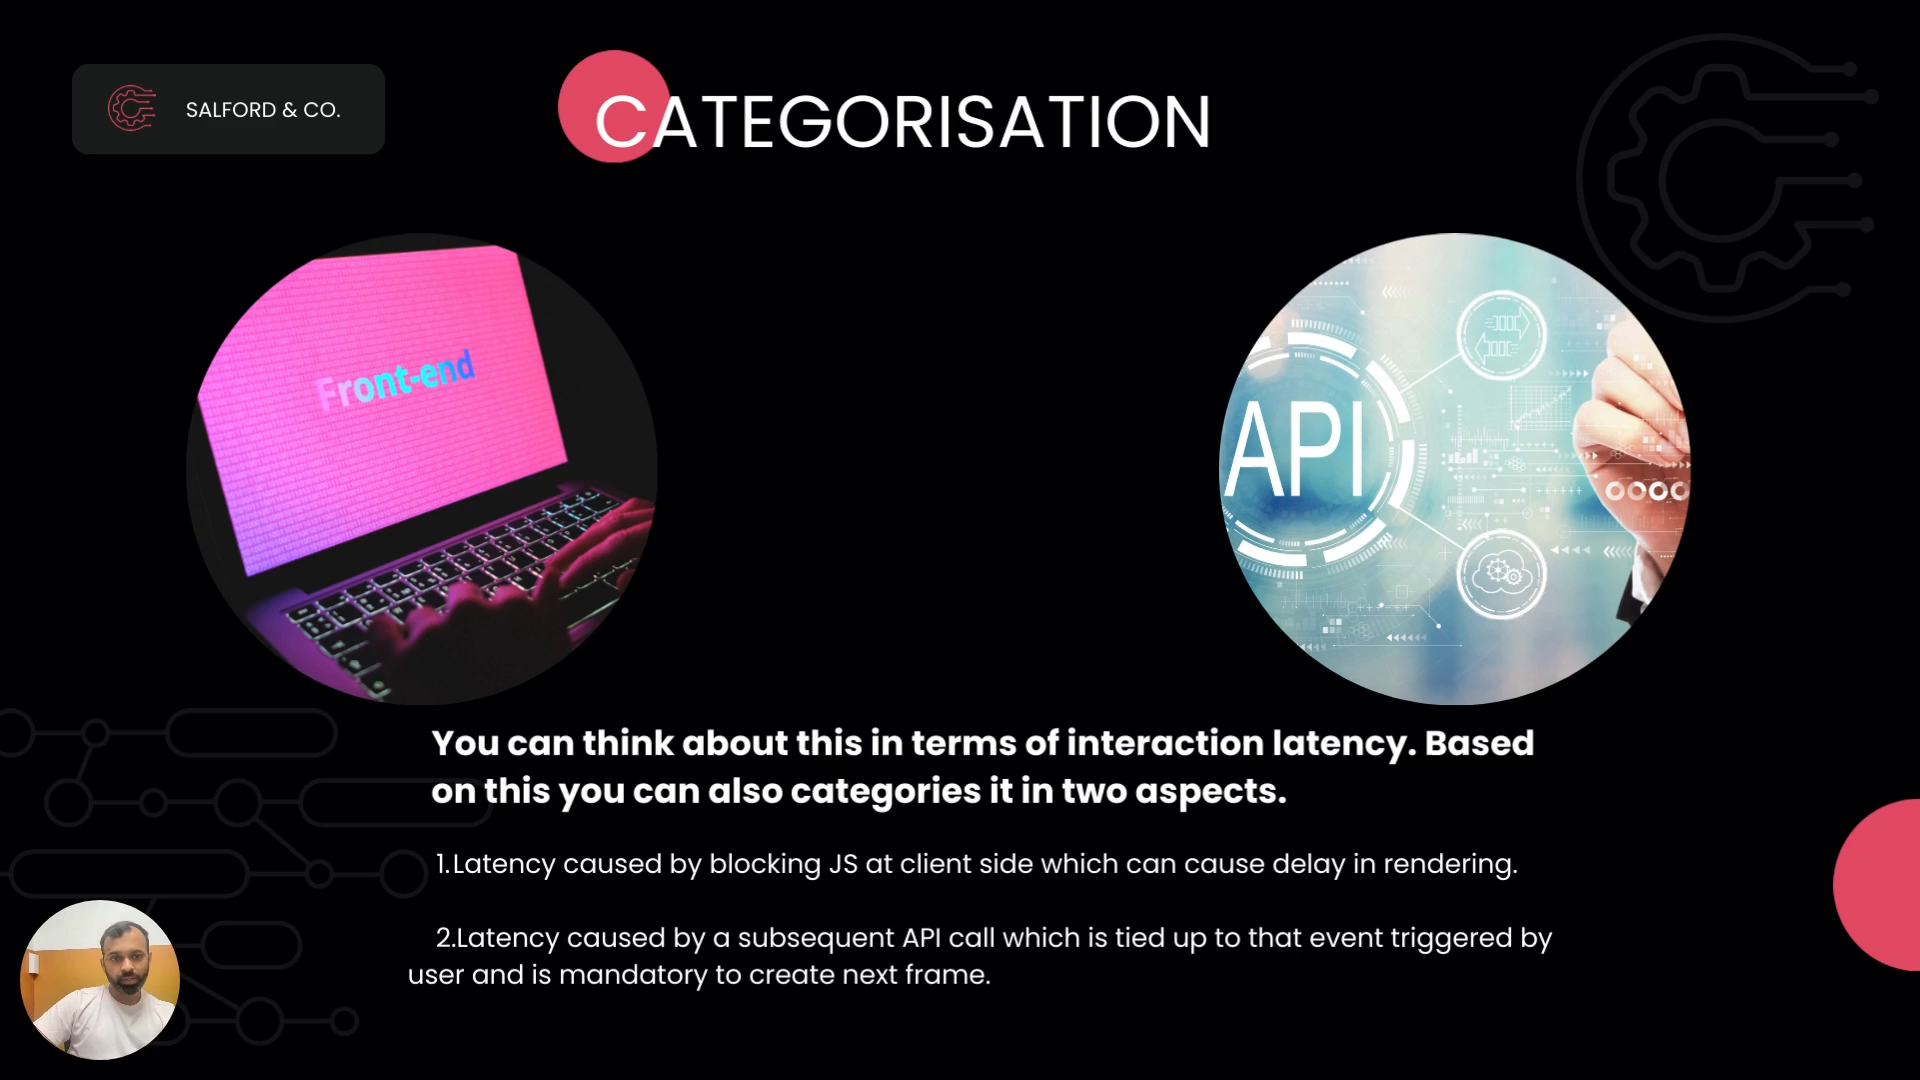 SALFORD & CO.
CATEGORISATION
Front-end
API
You can think about this in terms of interaction latency. Based
on this you can also categories it in two aspects.
1.Latency caused by blocking JS at client side which can cause delay in rendering.
2.Latency caused by a subsequent API call which is tied up to that event triggered by
user and is mandatory to create next frame.